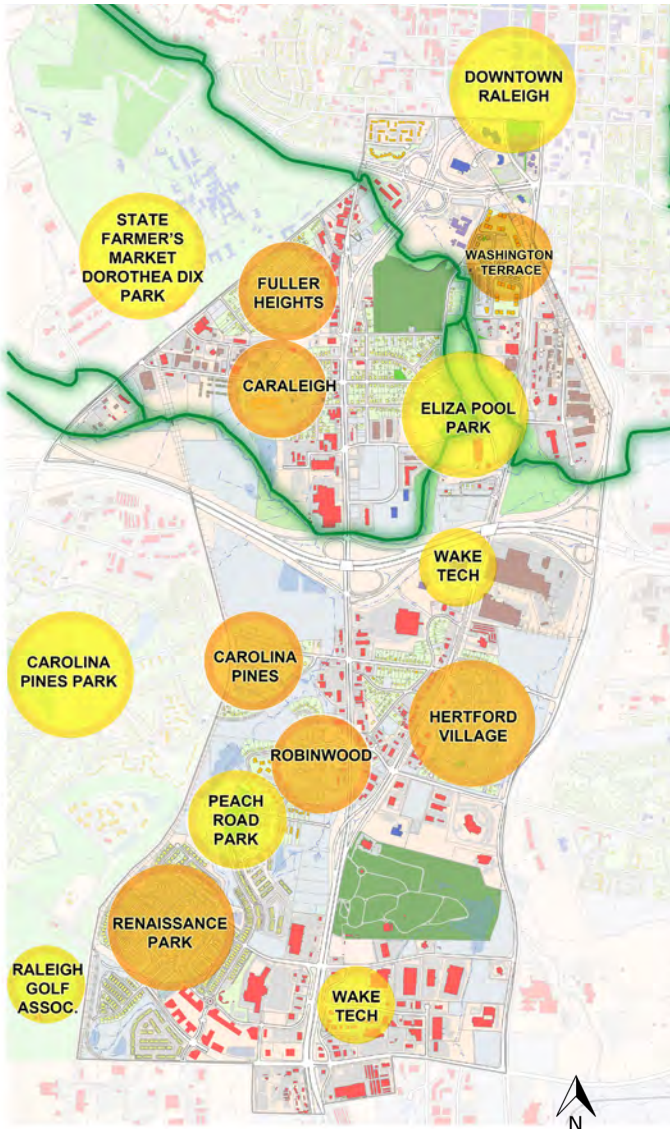 DOWNTOWN
RALEIGH
STATE
FARMER'S
MARKET
DOROTHEA DIX
PARK
WASHINGTON
TERRACE
FULLER
HEIGHTS
CARALEIGH
ELIZA POOL
PARK
WAKE
TECH
CAROLINA
PINES PARK
CAROLINA
PINES
HERTFORD
VILLAGE
ROBINWOOD
PEACH
ROAD
PARK
RENAISSANCE
PARK
RALEIGH
GOLF
ASSOC.
WAKE
TECH
N